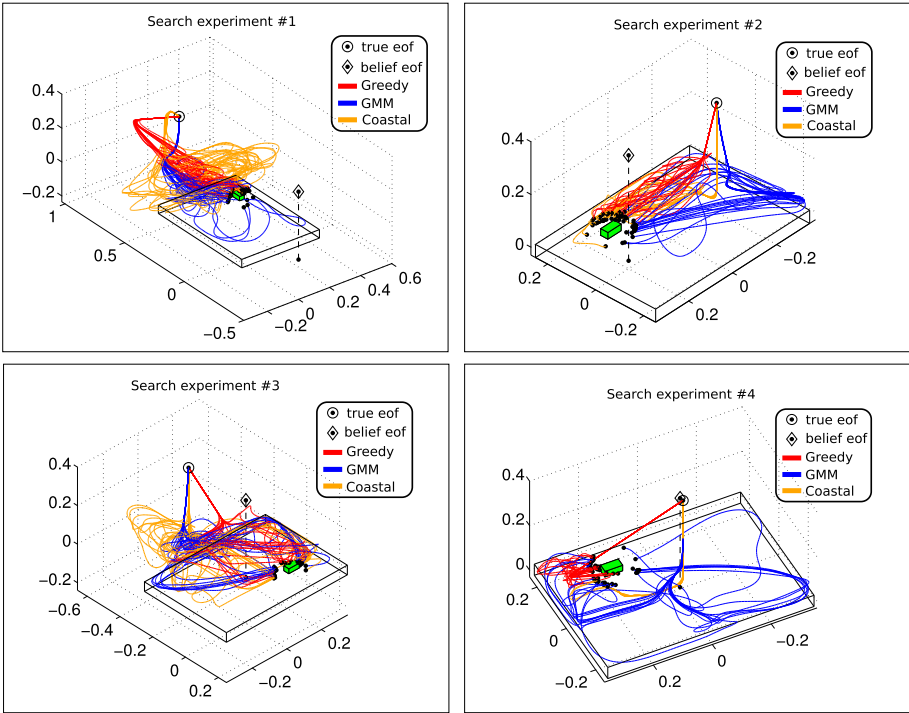 Search experiment #1
true eof
belief eof
Greedy
GMM
Coastal
0.4
0.2
0
−0.2
1
0.5
0
−0.5
−0.2
0
0.2
0.4
0.6
Search experiment #2
true eof
belief eof
Greedy
GMM
Coastal
0.4
0.2
0
0.2
0
−0.2
0.2
0
−0.2
Search experiment #3
true eof
belief eof
Greedy
GMM
Coastal
0.4
0.2
0
−0.2
−0.6
−0.4
−0.2
0
0.2
−0.2
0
0.2
Search experiment #4
true eof
belief eof
Greedy
GMM
Coastal
0.4
0.2
0
0.2
0
−0.2
0.2
0
−0.2